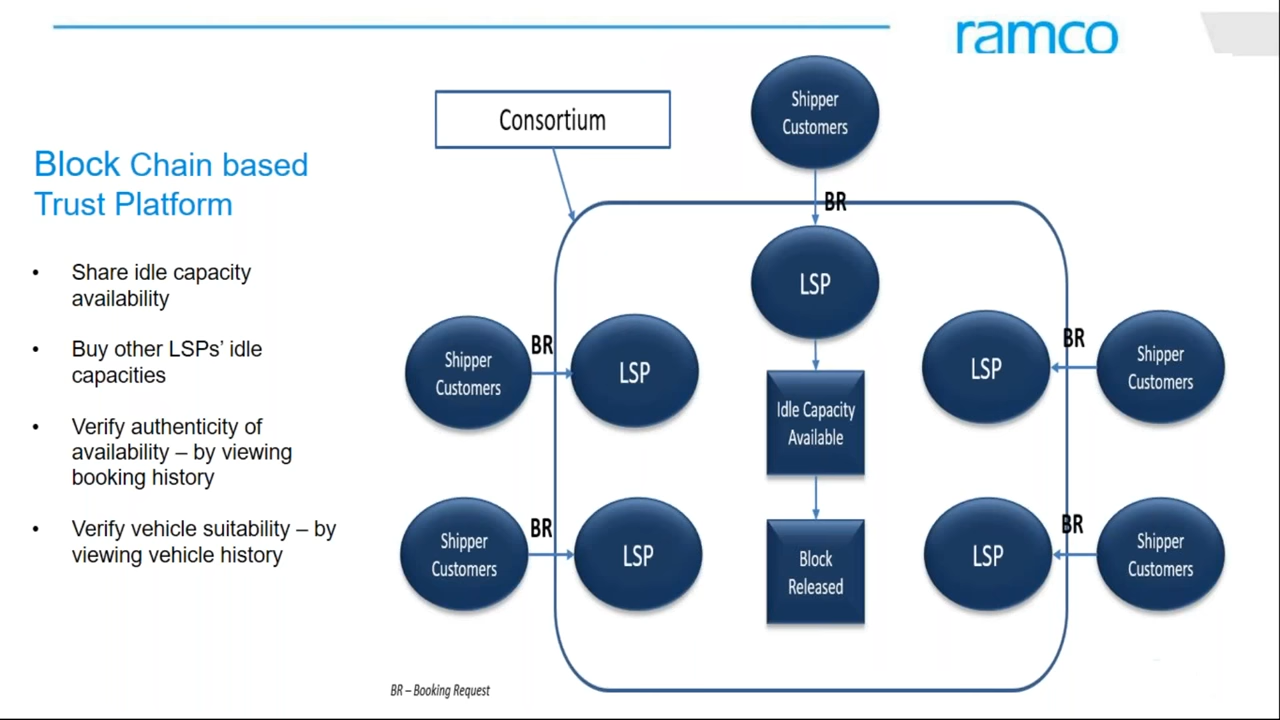 ramco
Block Chain based
Trust Platform
• Share idle capacity
availability
• Buy other LSPs’ idle
capacities
• Verify authenticity of
availability – by viewing
booking history
• Verify vehicle suitability – by
viewing vehicle history
Consortium
Shipper
Customers
BR
LSP
Shipper
Customers
BR
LSP
LSP
BR
Shipper
Customers
Idle Capacity
Available
Shipper
Customers
BR
LSP
Block
Released
LSP
BR
Shipper
Customers
BR – Booking Request